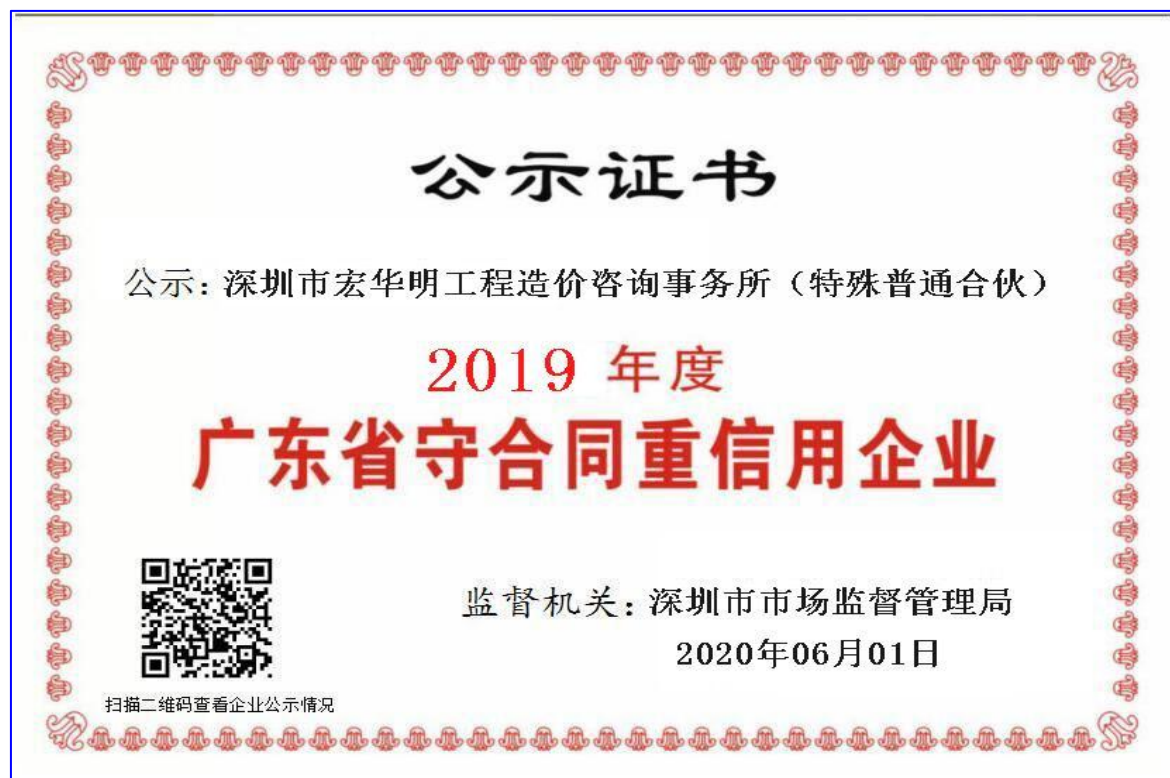 公示证书
公示：深圳市宏华明工程造价咨询事务所（特殊普通合伙）
2019 年度
广东省守合同重信用企业
监督机关：深圳市市场监督管理局
2020年06月01日
扫描二维码查看企业公示情况